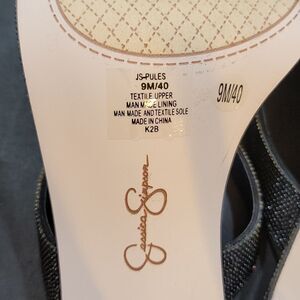 JS-PULES
9M/40
TEXTILE UPPER
MAN MADE LINING
MAN MADE AND TEXTILE SOLE
MADE IN CHINA
K2B
9M/40
Jessica Simpson